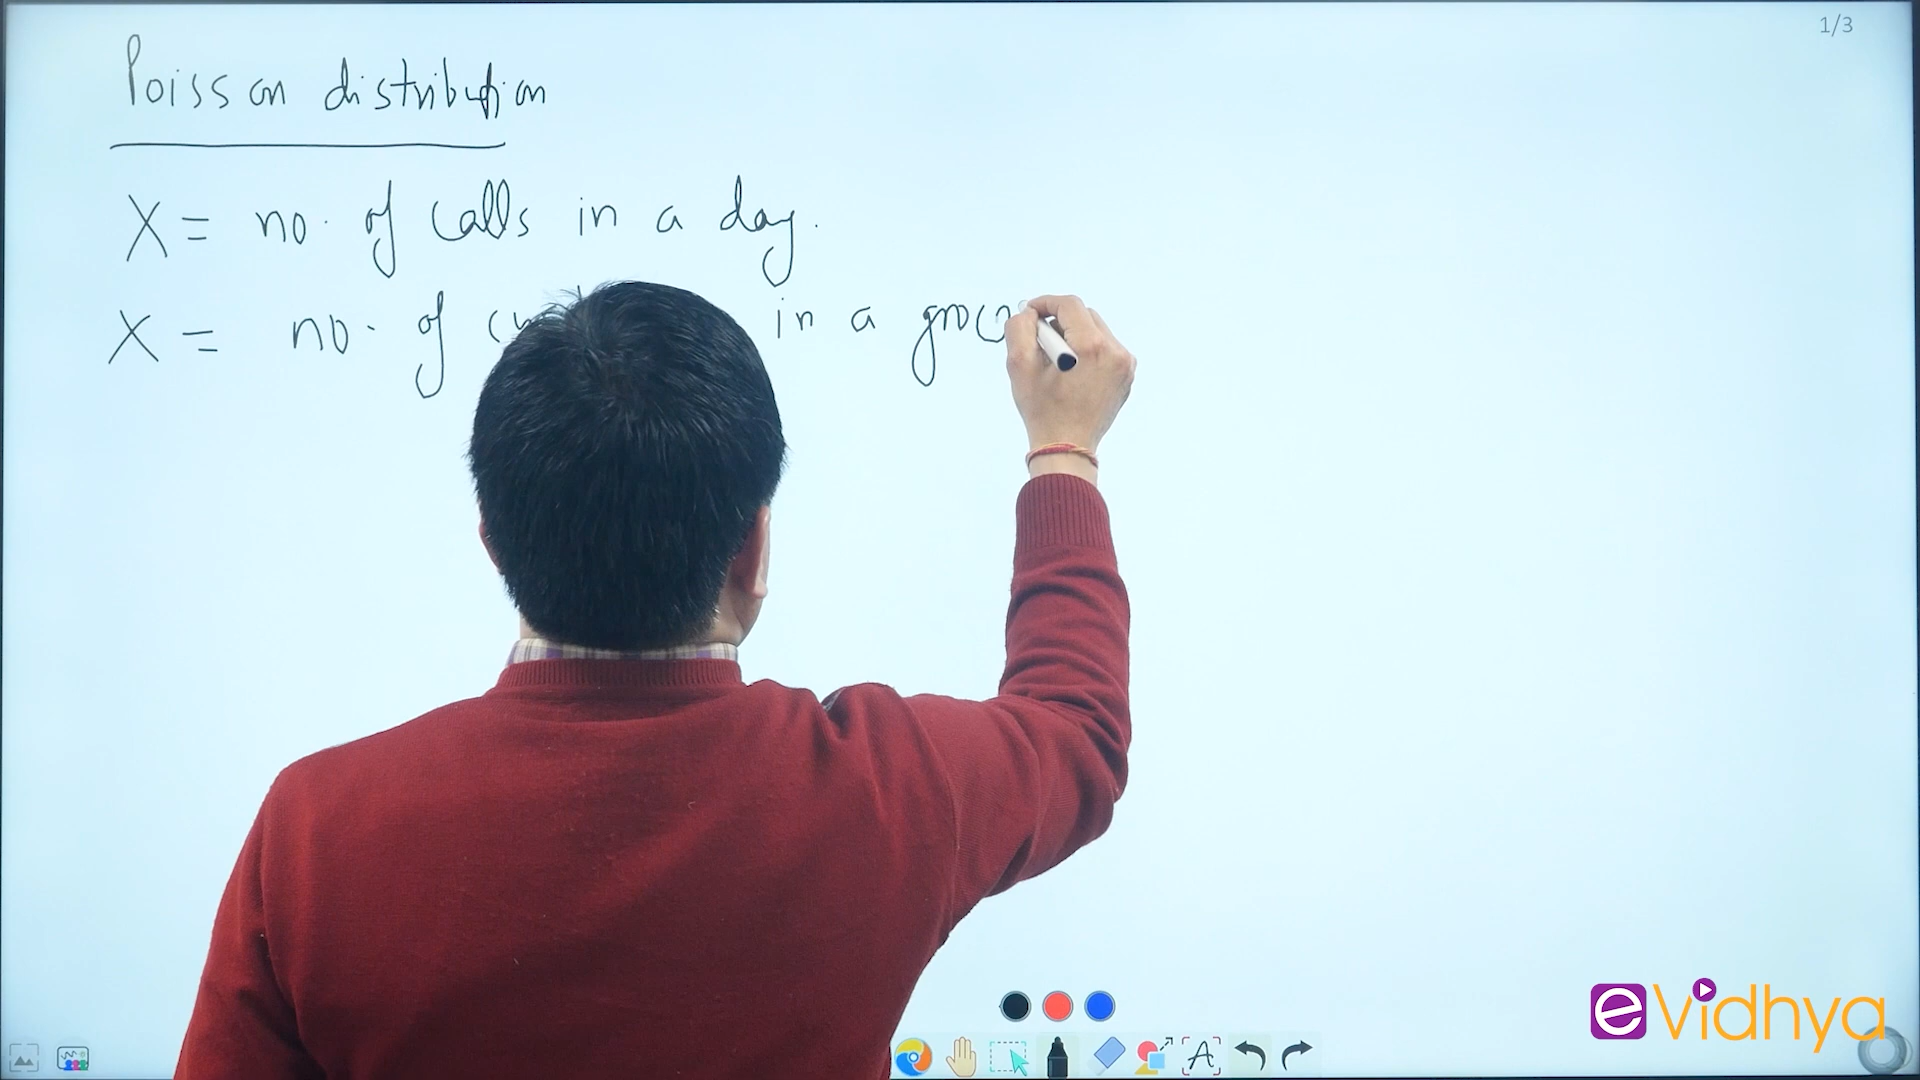 1/3
Poisson distribution
X = no. of calls in a day.
X = no. of in a
eVidhya